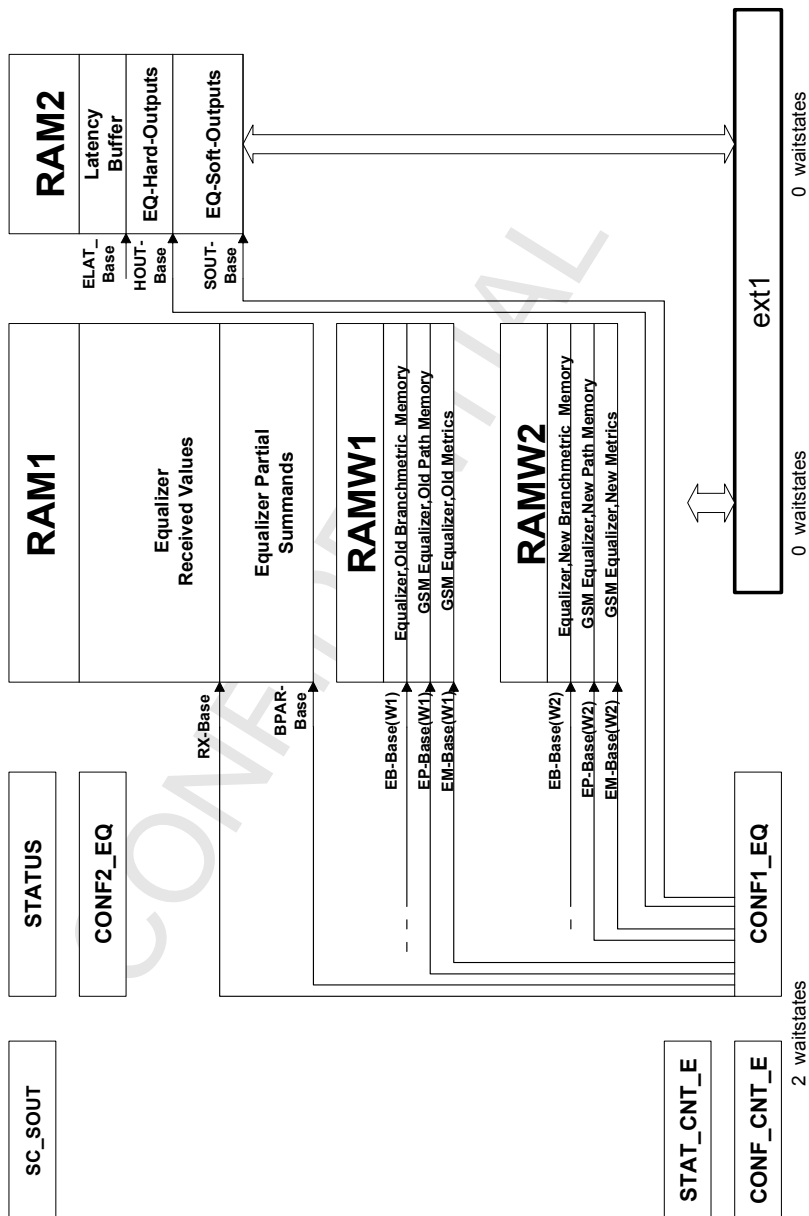 RAM2
Latency
Buffer
EQ-Hard-Outputs
EQ-Soft-Outputs
ELAT_
Base
HOUT-
Base
SOUT-
Base
RAM1
Equalizer
Received Values
Equalizer Partial
Summands
RX-Base
BPAR-
Base
RAMW1
Equalizer,Old Branchmetric Memory
GSM Equalizer,Old Path Memory
GSM Equalizer,Old Metrics
EB-Base(W1)
EP-Base(W1)
EM-Base(W1)
RAMW2
Equalizer,New Branchmetric Memory
GSM Equalizer,New Path Memory
GSM Equalizer,New Metrics
EB-Base(W2)
EP-Base(W2)
EM-Base(W2)
ext1
0 waitstates
0 waitstates
STATUS
CONF2_EQ
CONF1_EQ
SC_SOUT
STAT_CNT_E
CONF_CNT_E
2 waitstates
CONFIDENTIAL